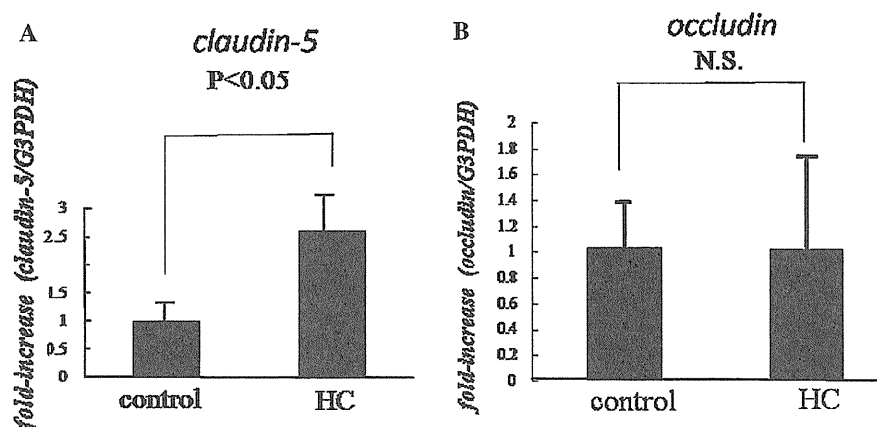 A
claudin-5
P<0.05
fold-increase (claudin-5/G3PDH)
3
2.5
1.5
1
0.5
0
control
HC
B
occludin
N.S.
fold-increase (occludin/G3PDH)
2
1.8
1.6
1.4
1.2
1
0.8
0.6
0.4
0.2
0
control
HC